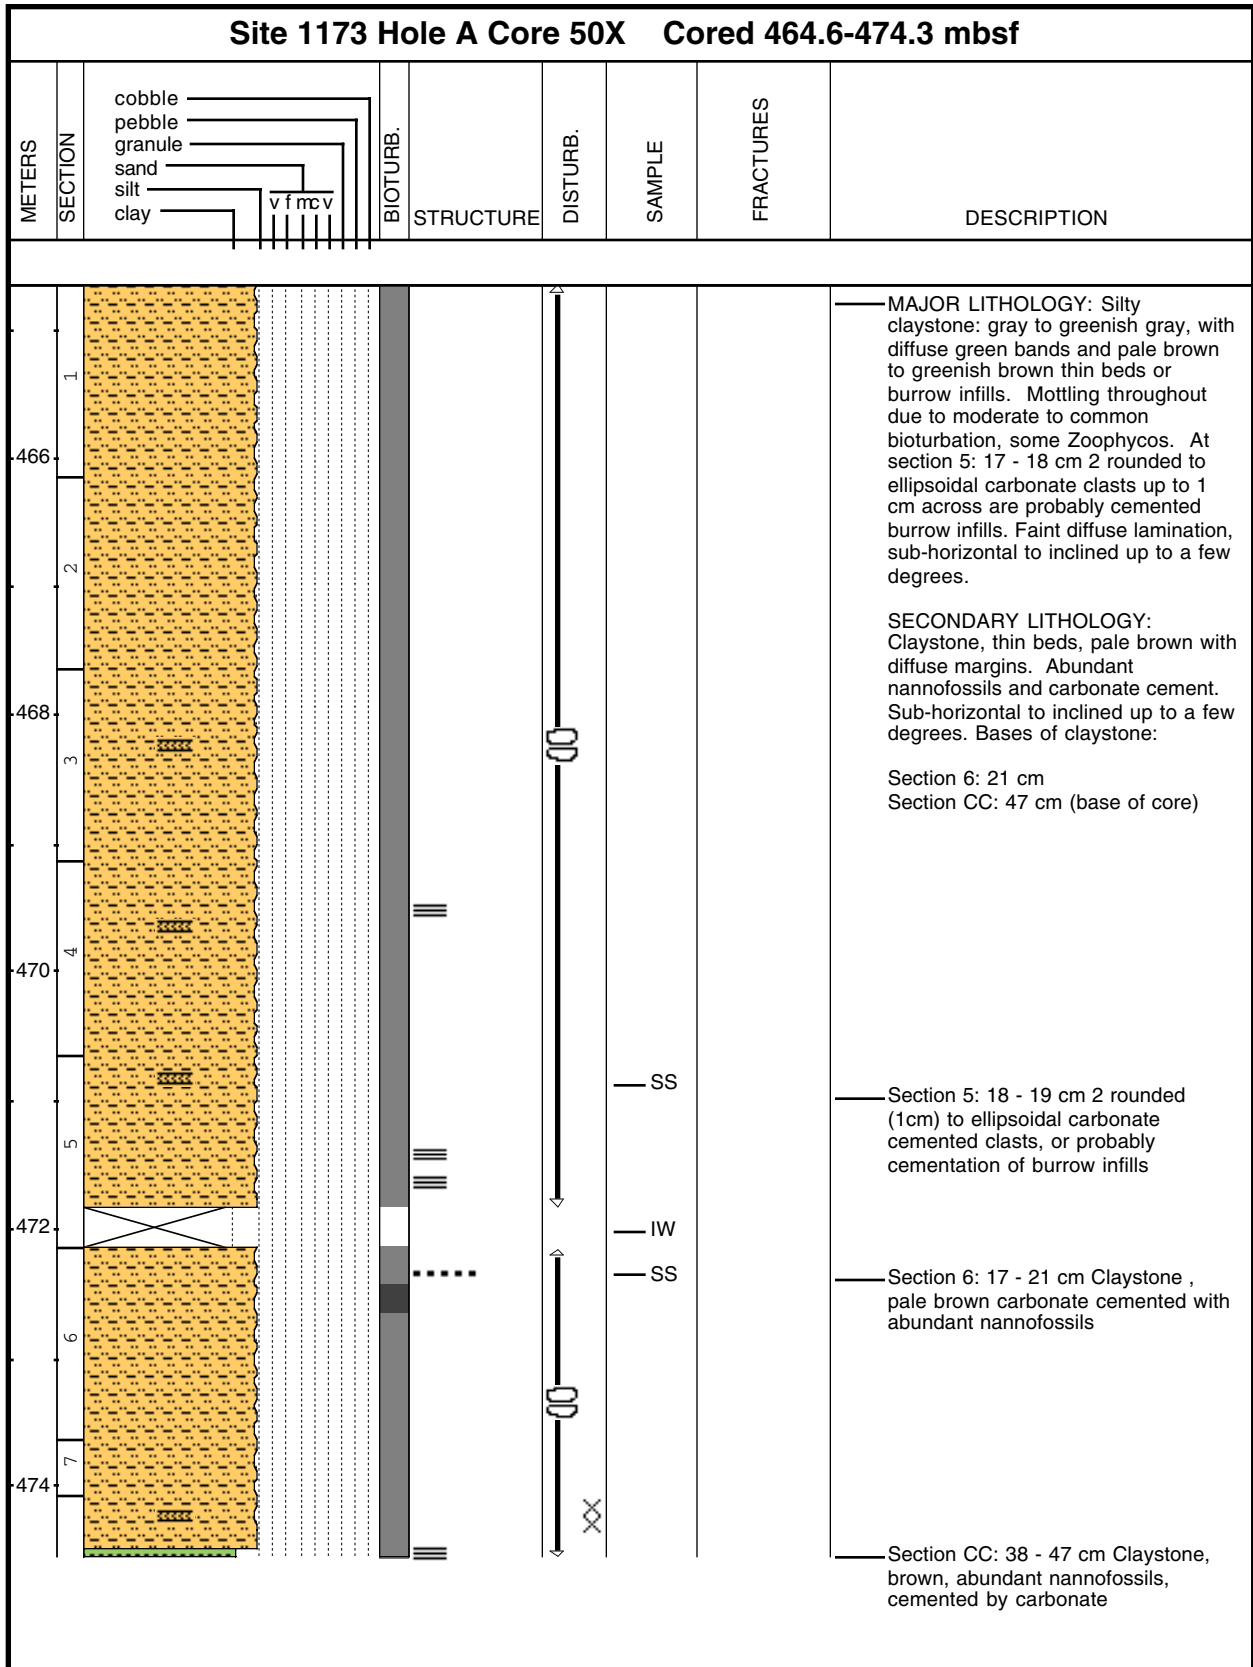 Site 1173 Hole A Core 50X Cored 464.6-474.3 mbsf
METERS
SECTION
cobble
pebble
granule
sand
silt
clay
v f m c v
BIOTURB.
STRUCTURE
DISTURB.
SAMPLE
FRACTURES
DESCRIPTION
466
468
470
472
474
1
2
3
4
5
6
7
SS
IW
SS
MAJOR LITHOLOGY: Silty
claystone: gray to greenish gray, with
diffuse green bands and pale brown
to greenish brown thin beds or
burrow infills. Mottling throughout
due to moderate to common
bioturbation, some Zoophycos. At
section 5: 17 - 18 cm 2 rounded to
ellipsoidal carbonate clasts up to 1
cm across are probably cemented
burrow infills. Faint diffuse lamination,
sub-horizontal to inclined up to a few
degrees.
SECONDARY LITHOLOGY:
Claystone, thin beds, pale brown with
diffuse margins. Abundant
nannofossils and carbonate cement.
Sub-horizontal to inclined up to a few
degrees. Bases of claystone:
Section 6: 21 cm
Section CC: 47 cm (base of core)
Section 5: 18 - 19 cm 2 rounded
(1cm) to ellipsoidal carbonate
cemented clasts, or probably
cementation of burrow infills
Section 6: 17 - 21 cm Claystone ,
pale brown carbonate cemented with
abundant nannofossils
Section CC: 38 - 47 cm Claystone,
brown, abundant nannofossils,
cemented by carbonate